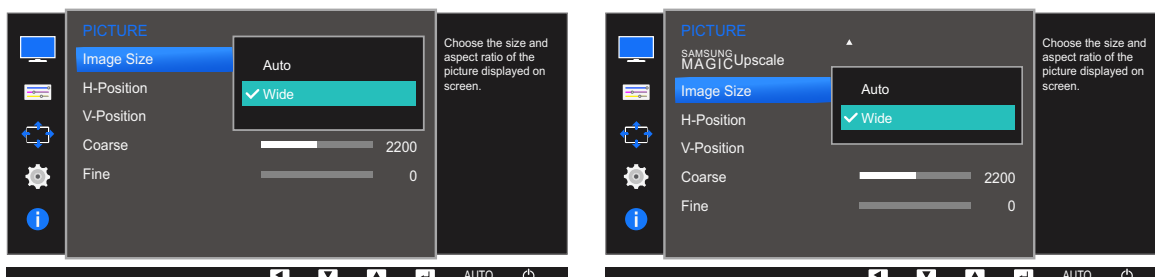 PICTURE
Image Size
Auto
Wide
H-Position
V-Position
Coarse 2200
Fine 0
Choose the size and
aspect ratio of the
picture displayed on
screen.
AUTO
PICTURE
SAMSUNG
MAGICUpscale
Image Size
Auto
Wide
H-Position
V-Position
Coarse 2200
Fine 0
Choose the size and
aspect ratio of the
picture displayed on
screen.
AUTO